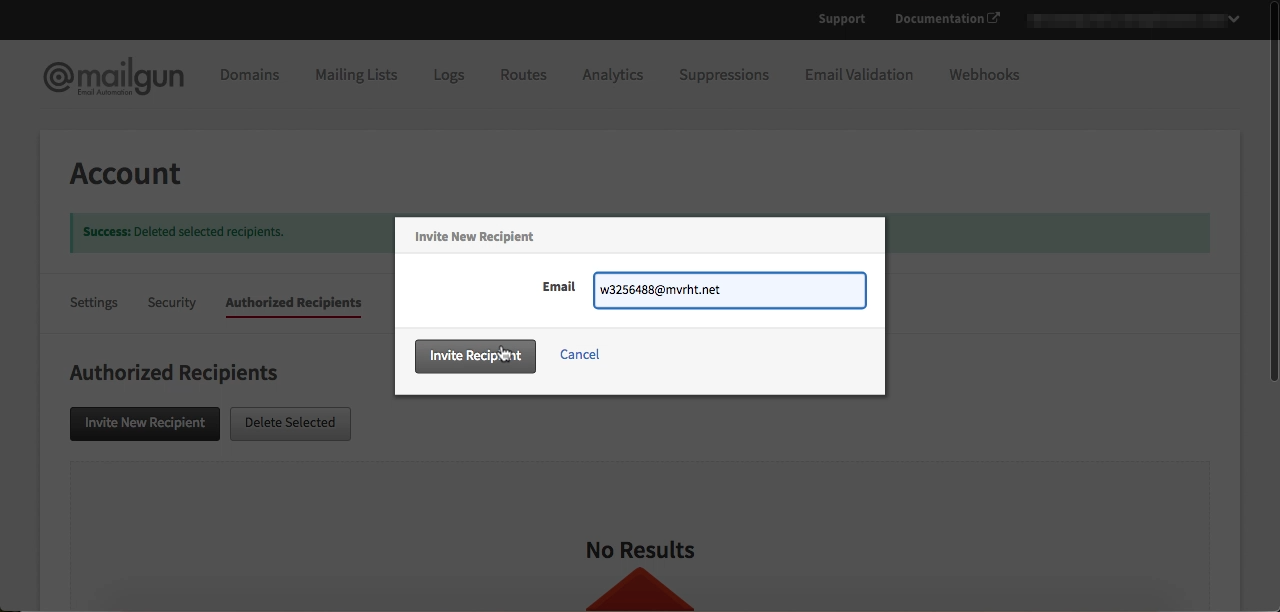 Support Documentation
@mailgun
Email Automation
Domains Mailing Lists Logs Routes Analytics Suppressions Email Validation Webhooks
Account
Success: Deleted selected recipients.
Invite New Recipient
Email w3256488@mvrht.net
Settings Security Authorized Recipients
Invite Recipient Cancel
Authorized Recipients
Invite New Recipient Delete Selected
No Results